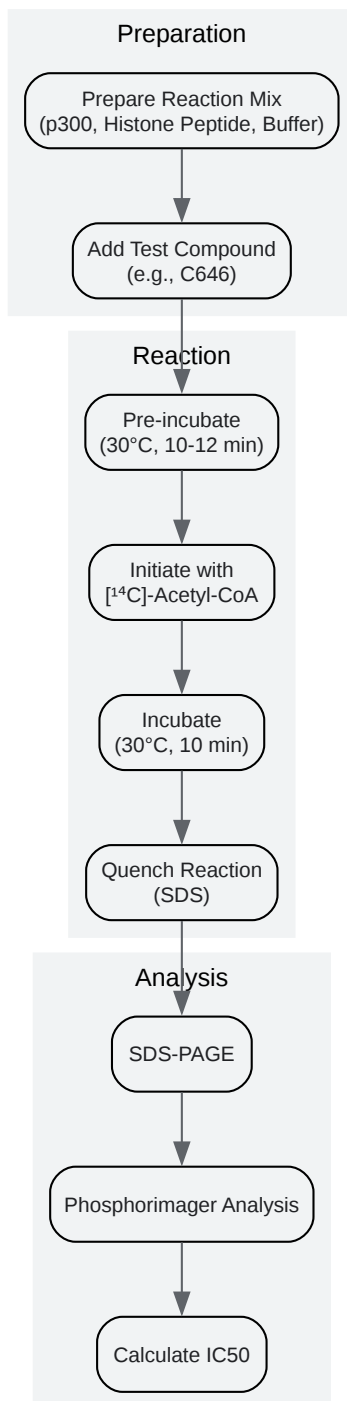 Preparation
Prepare Reaction Mix
(p300, Histone Peptide, Buffer)
Add Test Compound
(e.g., C646)
Reaction
Pre-incubate
(30°C, 10-12 min)
Initiate with
[¹⁴C]-Acetyl-CoA
Incubate
(30°C, 10 min)
Quench Reaction
(SDS)
Analysis
SDS-PAGE
Phosphorimager Analysis
Calculate IC50